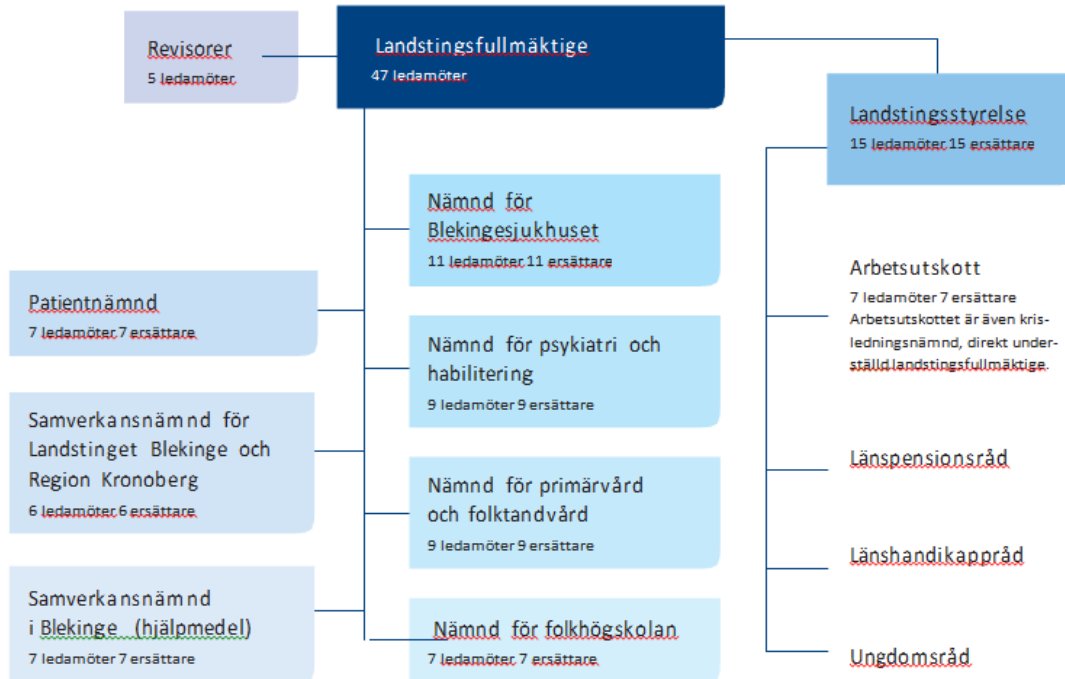 Revisorer
5 ledamöter
Landstingsfullmäktige
47 ledamöter
Landstingsstyrelse
15 ledamöter 15 ersättare
Nämnd för
Blekingesjukhuset
11 ledamöter 11 ersättare
Patientnämnd
7 ledamöter 7 ersättare
Nämnd för psykiatri och
habilitering
9 ledamöter 9 ersättare
Samverkansnämnd för
Landstinget Blekinge och
Region Kronoberg
6 ledamöter 6 ersättare
Nämnd för primärvård
och folktandvård
9 ledamöter 9 ersättare
Samverkansnämnd
i Blekinge (hjälpmedel)
7 ledamöter 7 ersättare
Nämnd för folkhögskolan
7 ledamöter 7 ersättare
Arbetsutskott
7 ledamöter 7 ersättare
Arbetsutskottet är även kris-
ledningsnämnd, direkt under-
ställd landstingsfullmäktige.
Länspensionsråd
Länshandikappråd
Ungdomsråd